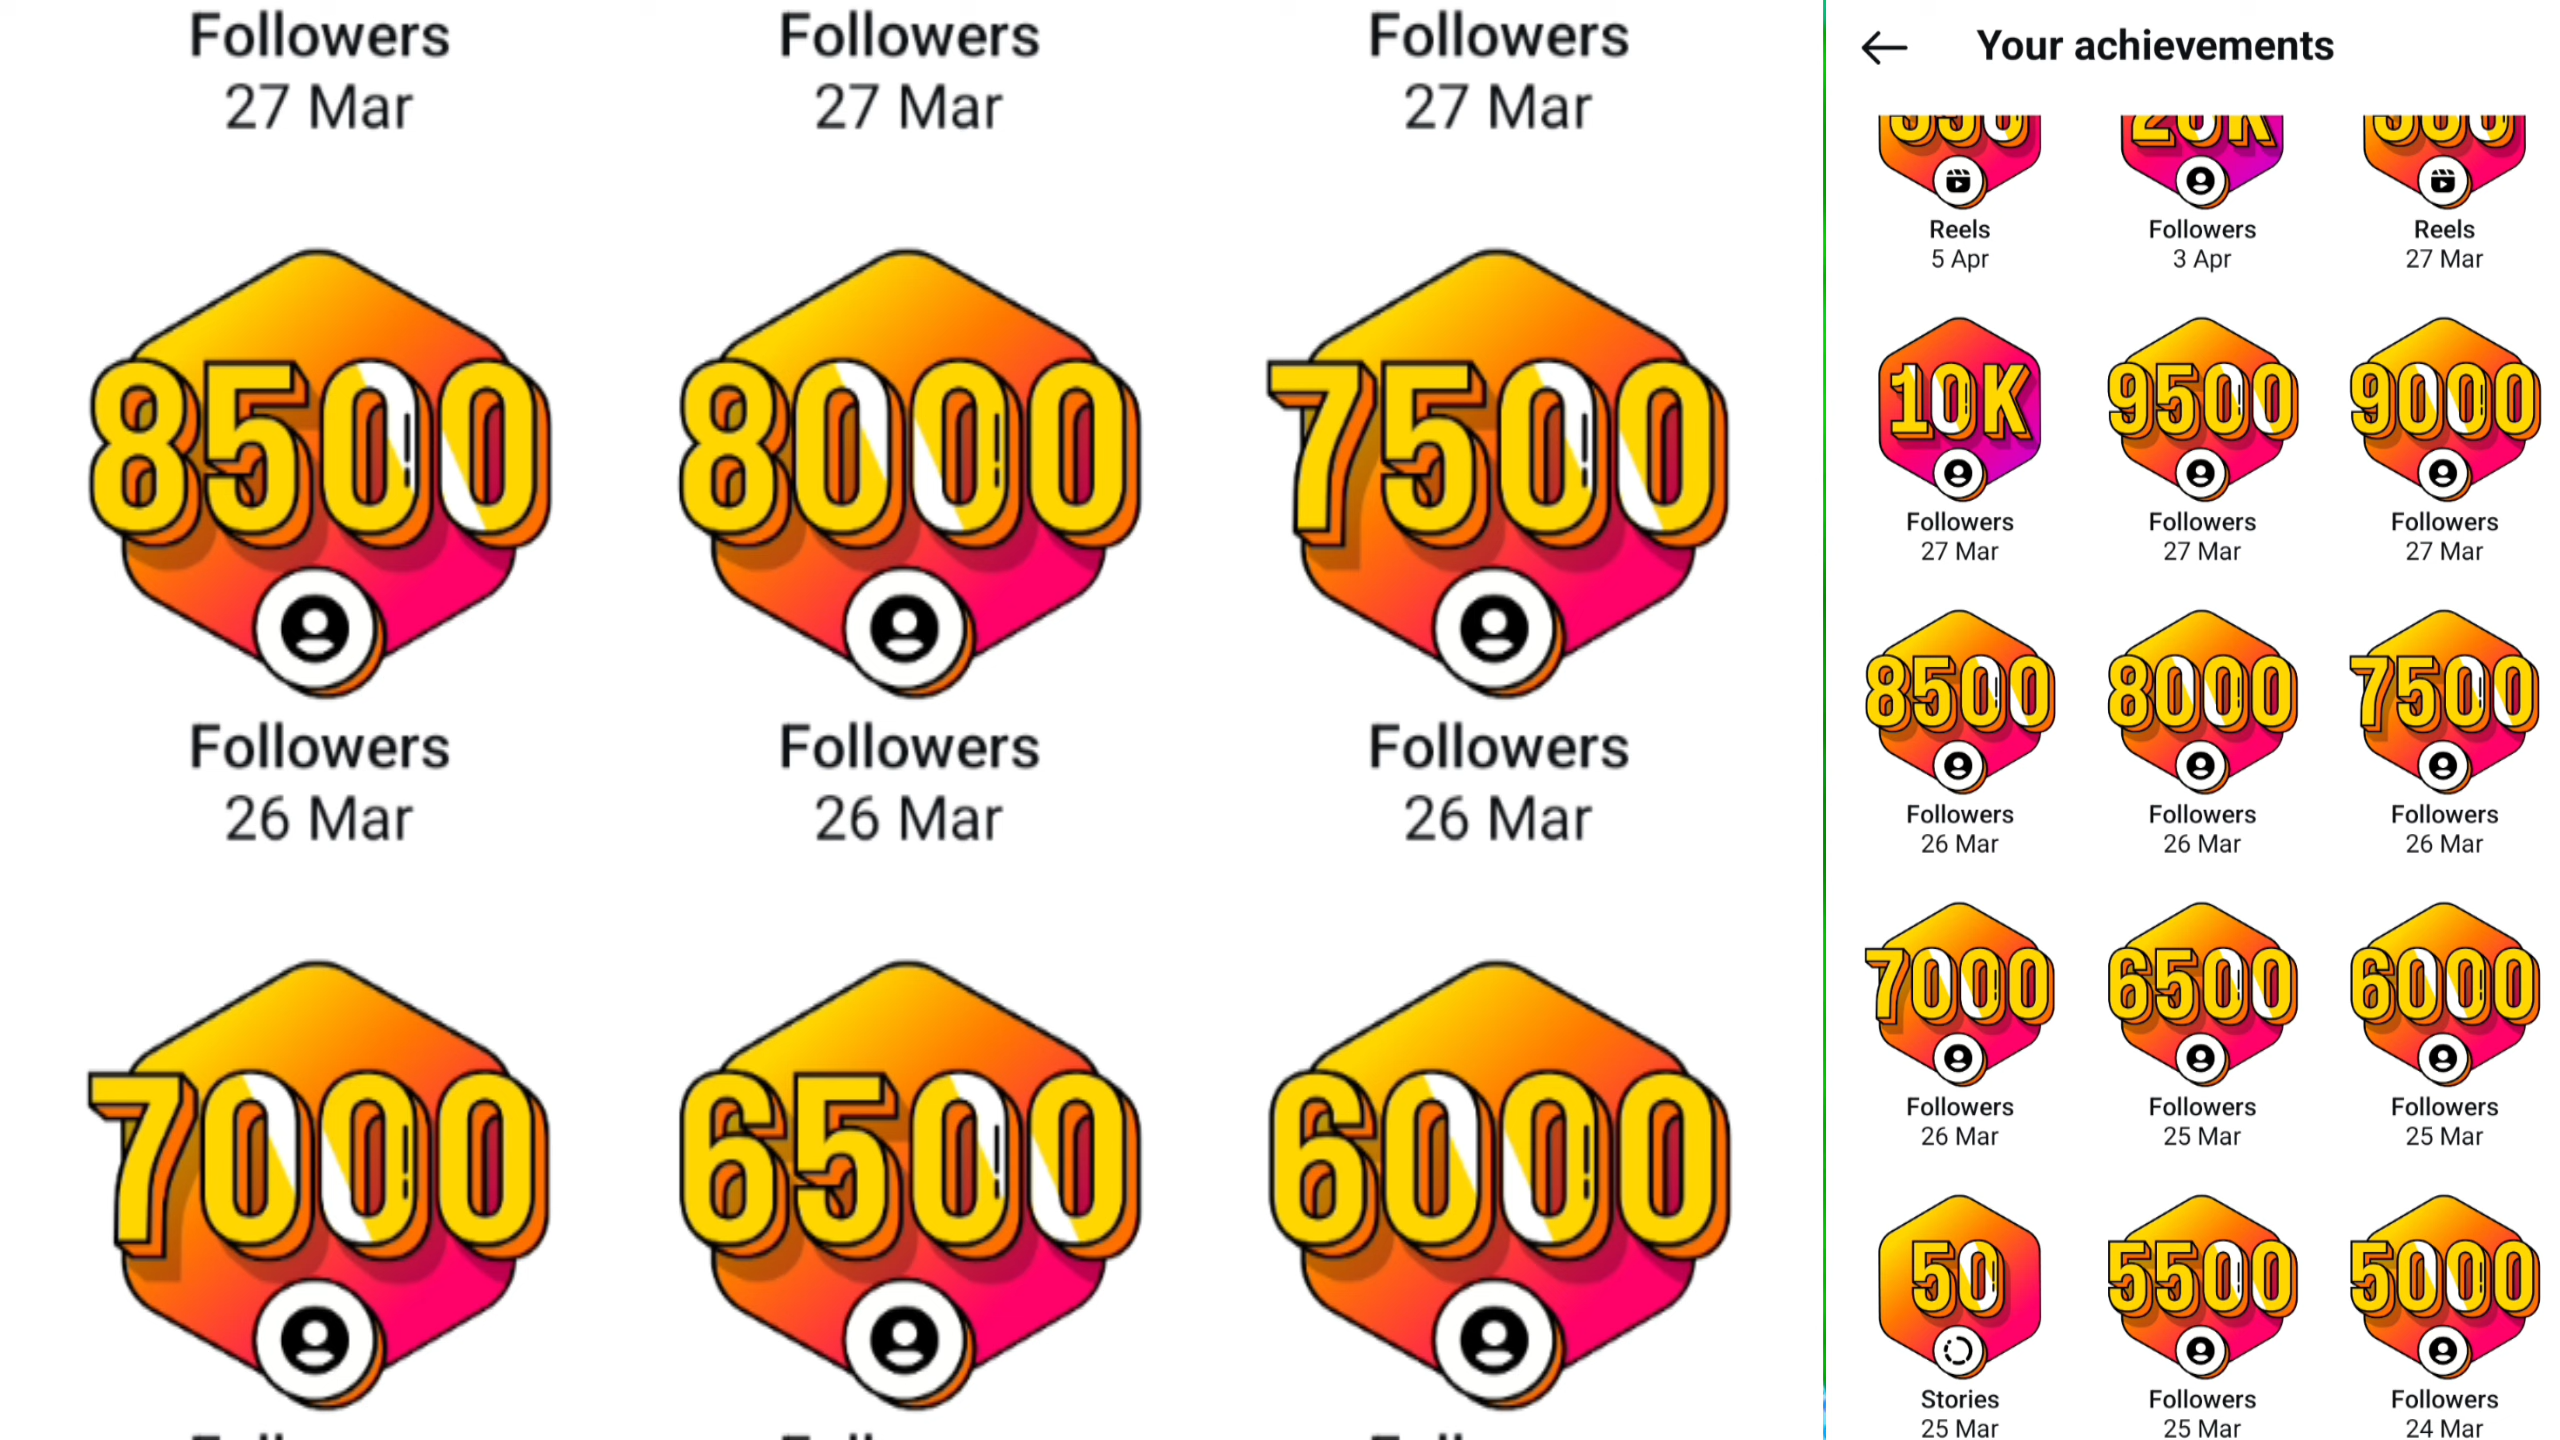 Followers Followers Followers
27 Mar 27 Mar 27 Mar
8500 8000 7500
Followers Followers Followers
26 Mar 26 Mar 26 Mar
7000 6500 6000
Your achievements
20K
Reels Followers Reels
5 Apr 3 Apr 27 Mar
10K 9500 9000
Followers Followers Followers
27 Mar 27 Mar 27 Mar
8500 8000 7500
Followers Followers Followers
26 Mar 26 Mar 26 Mar
7000 6500 6000
Followers Followers Followers
26 Mar 25 Mar 25 Mar
50 5500 5000
Stories Followers Followers
25 Mar 25 Mar 24 Mar